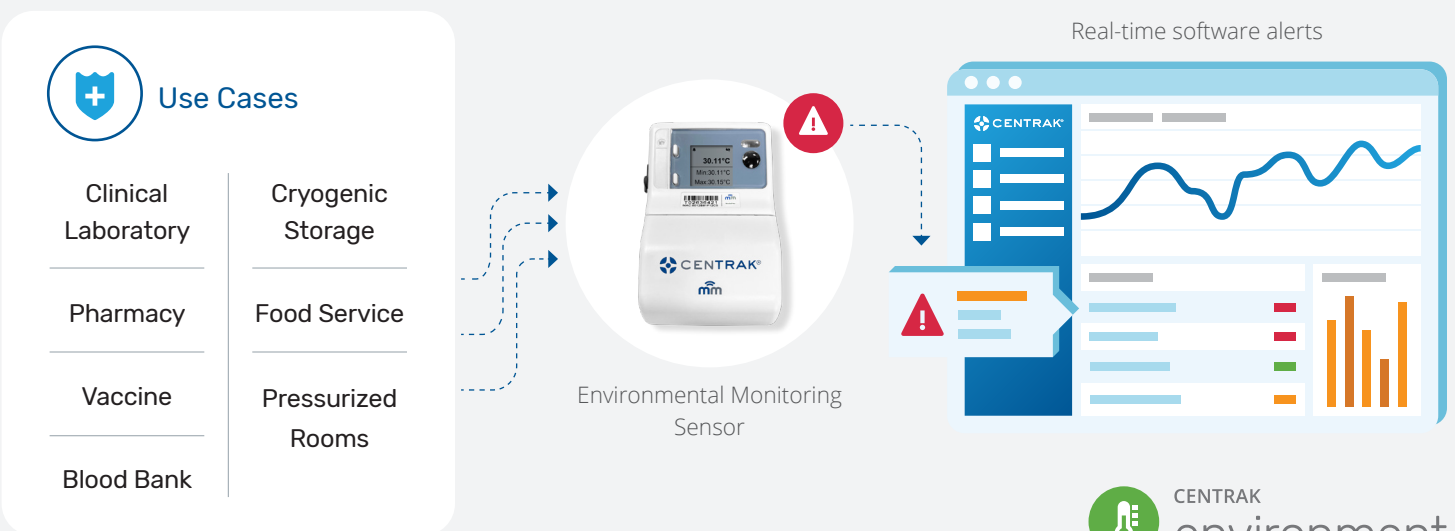 Use Cases
Clinical
Laboratory
Pharmacy
Vaccine
Blood Bank
Cryogenic
Storage
Food Service
Pressurized
Rooms
30.11°C
Min:30.11°C
Max:30.15°C
CENTRAK®
mm
Environmental Monitoring
Sensor
Real-time software alerts
CENTRAK®
CENTRAK